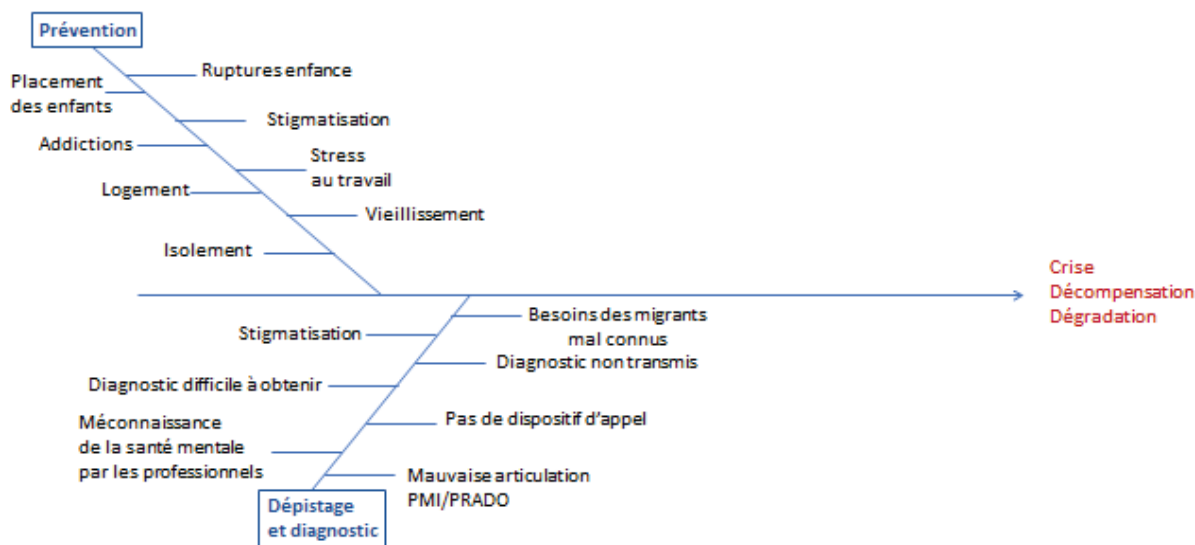 Prévention
Ruptures enfance
Placement
des enfants
Stigmatisation
Addictions
Stress
au travail
Logement
Vieillissement
Isolement
Crise
Décompensation
Dégradation
Besoins des migrants
mal connus
Stigmatisation
Diagnostic non transmis
Diagnostic difficile à obtenir
Pas de dispositif d'appel
Méconnaissance
de la santé mentale
par les professionnels
Mauvaise articulation
PMI/PRADO
Dépistage
et diagnostic